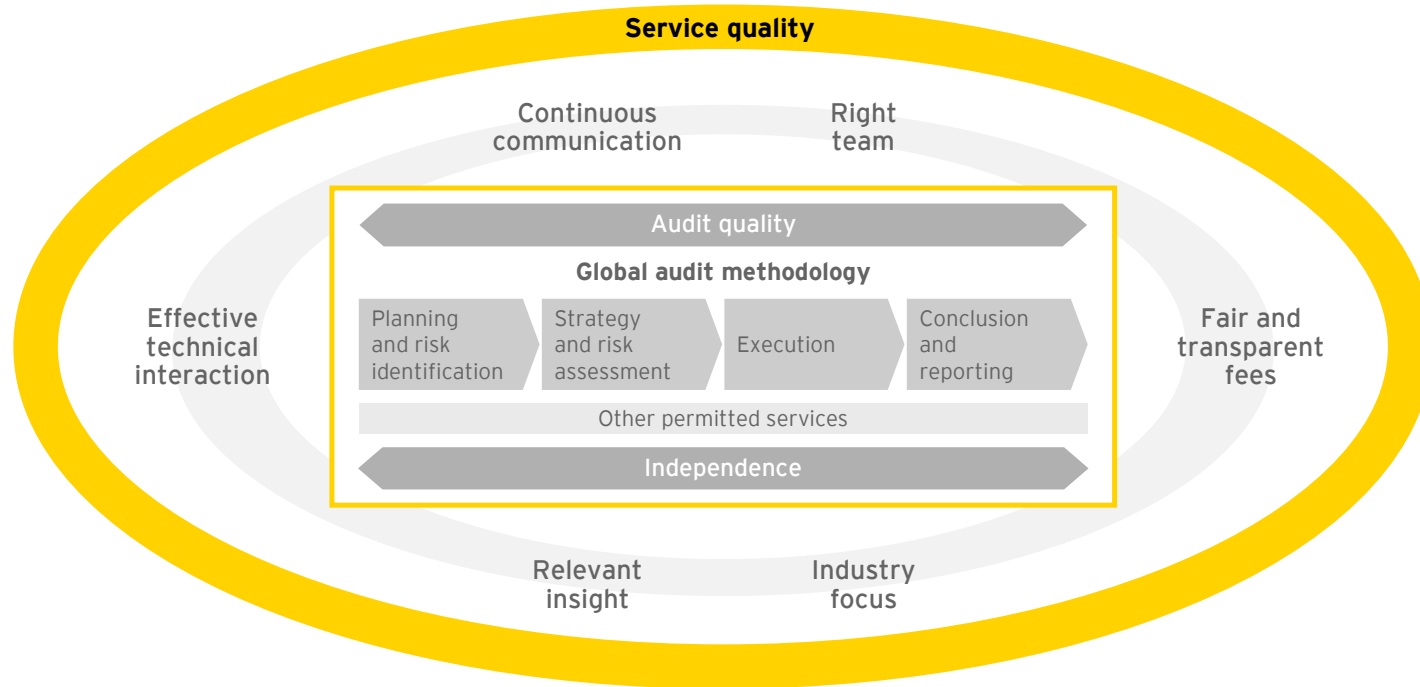 Service quality
Continuous
communication
Right
team
Audit quality
Global audit methodology
Effective
technical
interaction
Planning
and risk
identification
Strategy
and risk
assessment
Execution
Conclusion
and
reporting
Fair and
transparent
fees
Other permitted services
Independence
Relevant
insight
Industry
focus